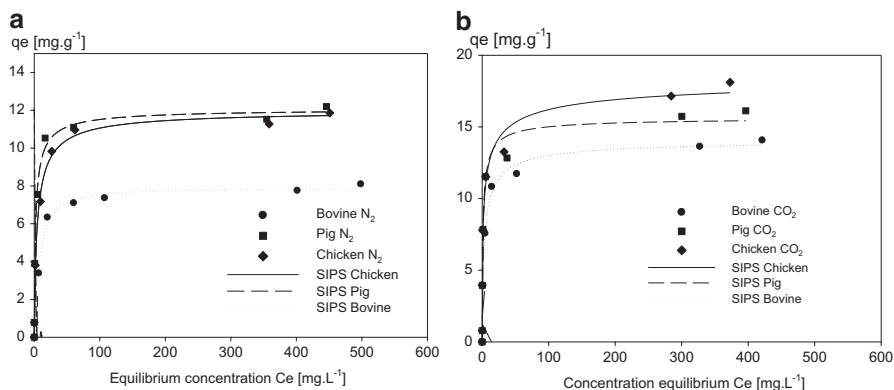 a
qe [mg.g-1]
14
12
10
8
6
4
2
0
0 100 200 300 400 500 600
Equilibrium concentration Ce [mg.L-1]
Bovine N2
Pig N2
Chicken N2
SIPS Chicken
SIPS Pig
SIPS Bovine
b
qe [mg.g-1]
20
15
10
5
0
0 100 200 300 400 500 600
Concentration equilibrium Ce [mg.L-1]
Bovine CO2
Pig CO2
Chicken CO2
SIPS Chicken
SIPS Pig
SIPS Bovine